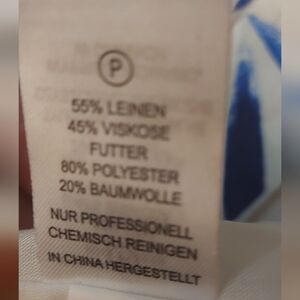 P
55% LEINEN
45% VISKOSE
FUTTER
80% POLYESTER
20% BAUMWOLLE
NUR PROFESSIONELL
CHEMISCH REINIGEN
IN CHINA HERGESTELLT